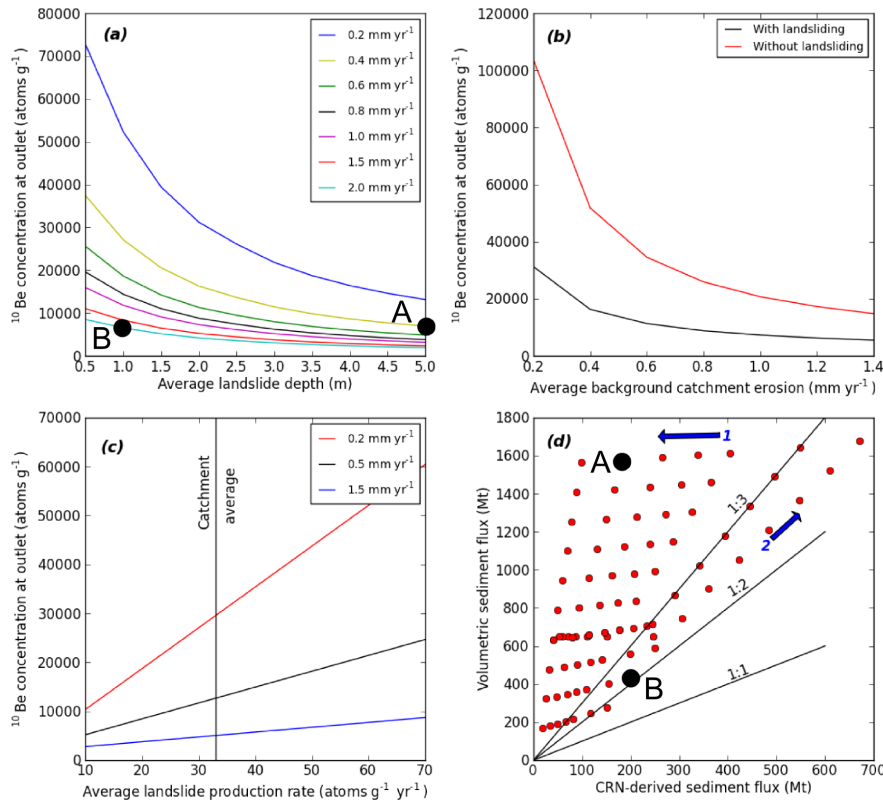 (a)
0.2 mm yr⁻¹
0.4 mm yr⁻¹
0.6 mm yr⁻¹
0.8 mm yr⁻¹
1.0 mm yr⁻¹
1.5 mm yr⁻¹
2.0 mm yr⁻¹
A
B
80000
70000
60000
50000
40000
30000
20000
10000
0
0.5 1.0 1.5 2.0 2.5 3.0 3.5 4.0 4.5 5.0
¹⁰Be concentration at outlet (atoms g⁻¹)
Average landslide depth (m)
(b)
With landsliding
Without landsliding
120000
100000
80000
60000
40000
20000
0
0.2 0.4 0.6 0.8 1.0 1.2 1.4
¹⁰Be concentration at outlet (atoms g⁻¹)
Average background catchment erosion (mm yr⁻¹)
(c)
0.2 mm yr⁻¹
0.5 mm yr⁻¹
1.5 mm yr⁻¹
Catchment
average
70000
60000
50000
40000
30000
20000
10000
0
10 20 30 40 50 60 70
¹⁰Be concentration at outlet (atoms g⁻¹)
Average landslide production rate (atoms g⁻¹ yr⁻¹)
(d)
1
A
2
1:3
1:2
1:1
B
1800
1600
1400
1200
1000
800
600
400
200
0
0 100 200 300 400 500 600 700
Volumetric sediment flux (Mt)
CRN-derived sediment flux (Mt)